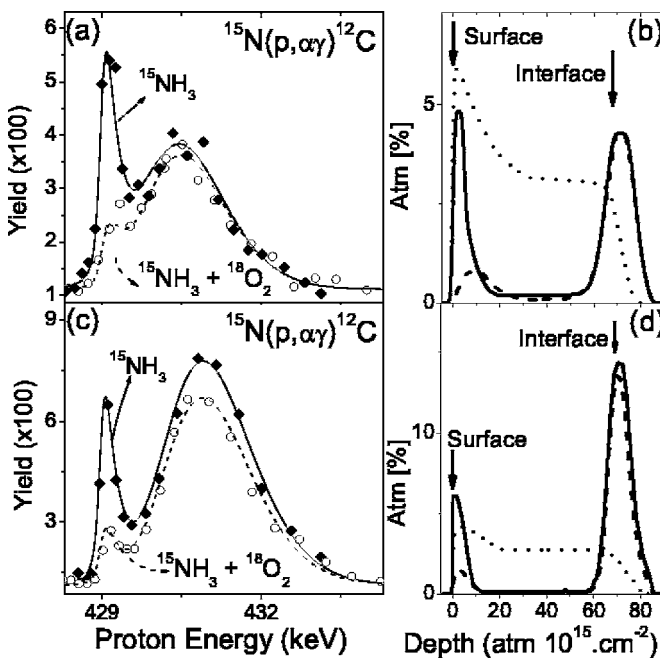 (a)
¹⁵N(p,αγ)¹²C
¹⁵NH₃
¹⁵NH₃ + ¹⁸O₂
Yield (x100)
6
5
4
3
2
1
(b)
Surface
Interface
Atm [%]
5
0
(c)
¹⁵N(p,αγ)¹²C
¹⁵NH₃
¹⁵NH₃ + ¹⁸O₂
Yield (x100)
9
6
3
429
432
Proton Energy (keV)
(d)
Interface
Surface
Atm [%]
10
0
0
20
40
60
80
Depth (atm 10¹⁵.cm⁻²)